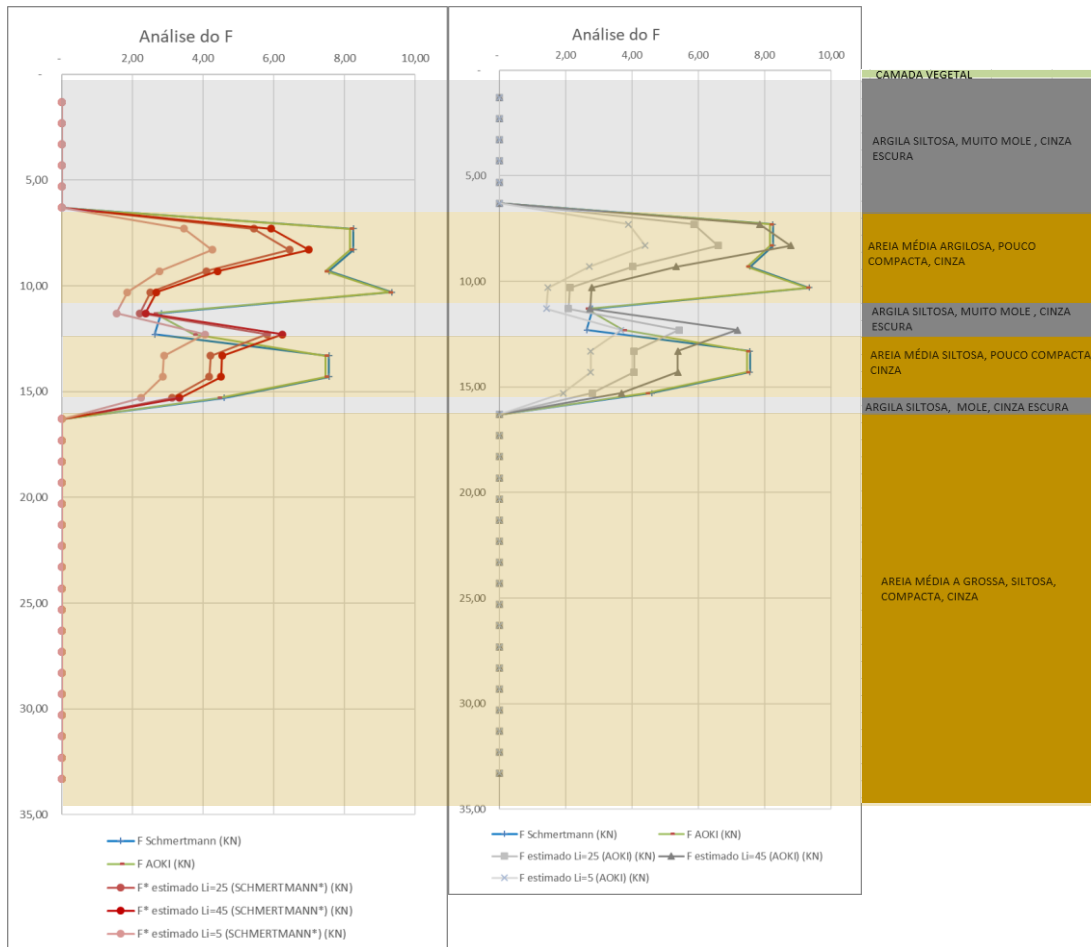 Análise do F
- 2,00 4,00 6,00 8,00 10,00
-
5,00
10,00
15,00
20,00
25,00
30,00
35,00
F Schmertmann (KN)
F AOKI (KN)
F* estimado Li=25 (SCHMERTMANN*) (KN)
F* estimado Li=45 (SCHMERTMANN*) (KN)
F* estimado Li=5 (SCHMERTMANN*) (KN)
Análise do F
- 2,00 4,00 6,00 8,00 10,00
-
5,00
10,00
15,00
20,00
25,00
30,00
35,00
F Schmertmann (KN) F AOKI (KN)
F estimado Li=25 (AOKI) (KN) F estimado Li=45 (AOKI) (KN)
F estimado Li=5 (AOKI) (KN)
CAMADA VEGETAL
ARGILA SILTOSA, MUITO MOLE , CINZA
ESCURA
AREIA MÉDIA ARGILOSA, POUCO
COMPACTA, CINZA
ARGILA SILTOSA, MUITO MOLE , CINZA
ESCURA
AREIA MÉDIA SILTOSA, POUCO COMPACTA,
CINZA
ARGILA SILTOSA, MOLE, CINZA ESCURA
AREIA MÉDIA A GROSSA, SILTOSA,
COMPACTA, CINZA